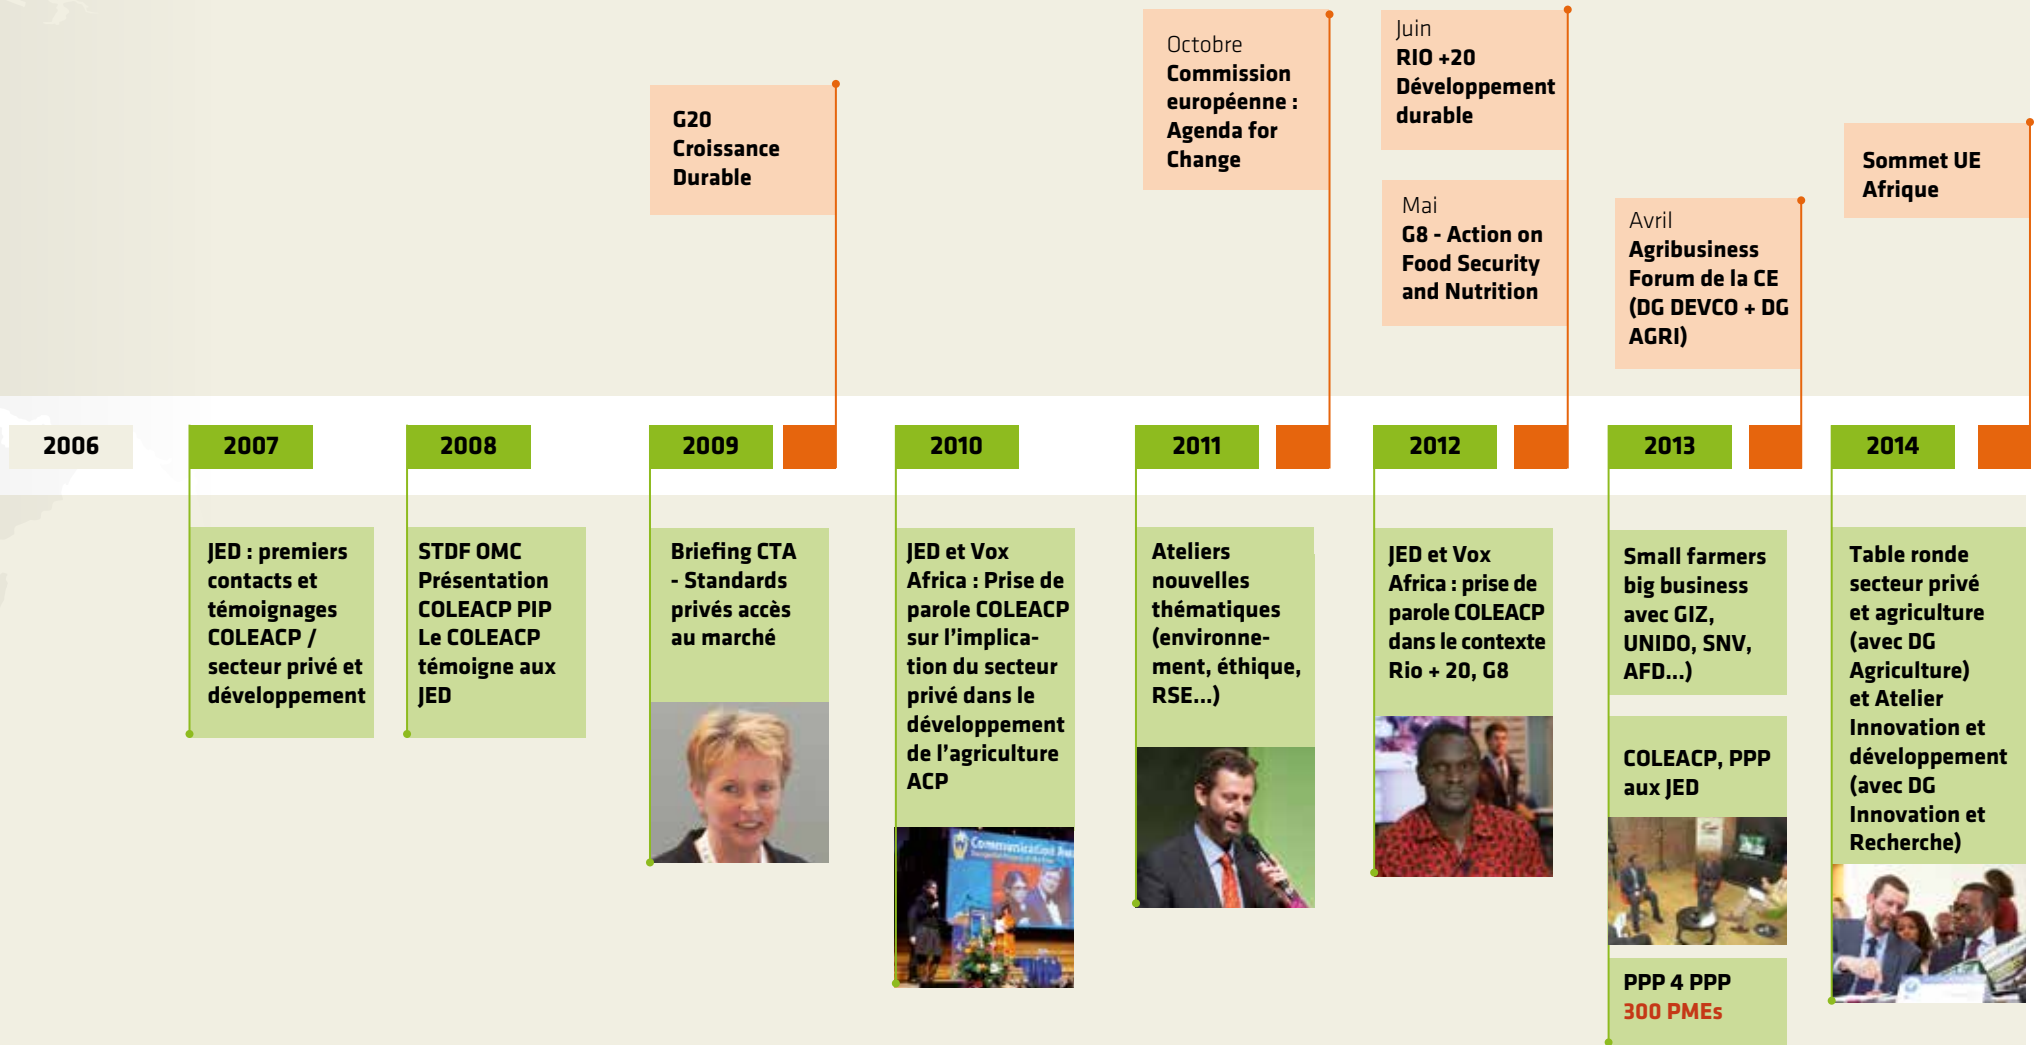 G20
Croissance
Durable
Octobre
Commission
européenne :
Agenda for
Change
Juin
RIO +20
Développement
durable
Mai
G8 - Action on
Food Security
and Nutrition
Avril
Agribusiness
Forum de la CE
(DG DEVCO + DG
AGRI)
Sommet UE
Afrique
2006
2007
2008
2009
2010
2011
2012
2013
2014
JED : premiers
contacts et
témoignages
COLEACP /
secteur privé et
développement
STDF OMC
Présentation
COLEACP PIP
Le COLEACP
témoigne aux
JED
Briefing CTA
- Standards
privés accès
au marché
JED et Vox
Africa : Prise de
parole COLEACP
sur l’implica-
tion du secteur
privé dans le
développement
de l’agriculture
ACP
Communication
Ateliers
nouvelles
thématiques
(environne-
ment, éthique,
RSE...)
JED et Vox
Africa : prise de
parole COLEACP
dans le contexte
Rio + 20, G8
Small farmers
big business
avec GIZ,
UNIDO, SNV,
AFD...)
COLEACP, PPP
aux JED
PPP 4 PPP
300 PMEs
Table ronde
secteur privé
et agriculture
(avec DG
Agriculture)
et Atelier
Innovation et
développement
(avec DG
Innovation et
Recherche)